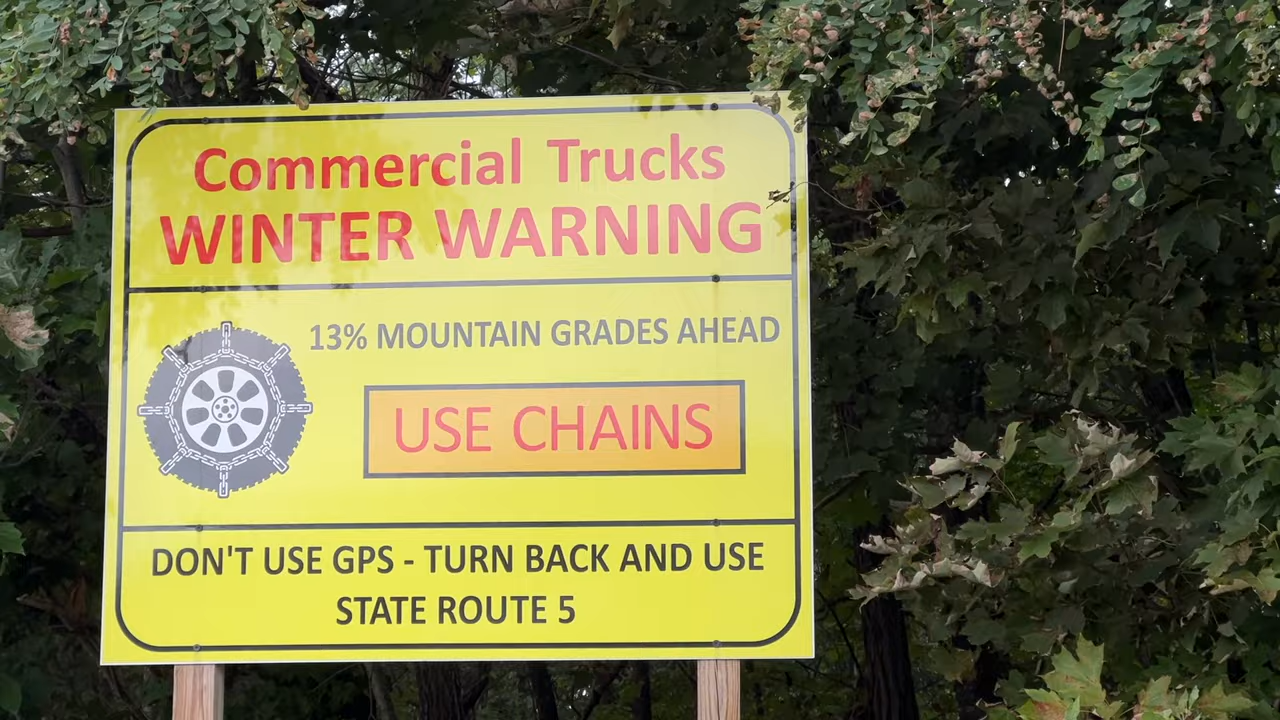 Commercial Trucks
WINTER WARNING
13% MOUNTAIN GRADES AHEAD
USE CHAINS
DON'T USE GPS - TURN BACK AND USE
STATE ROUTE 5